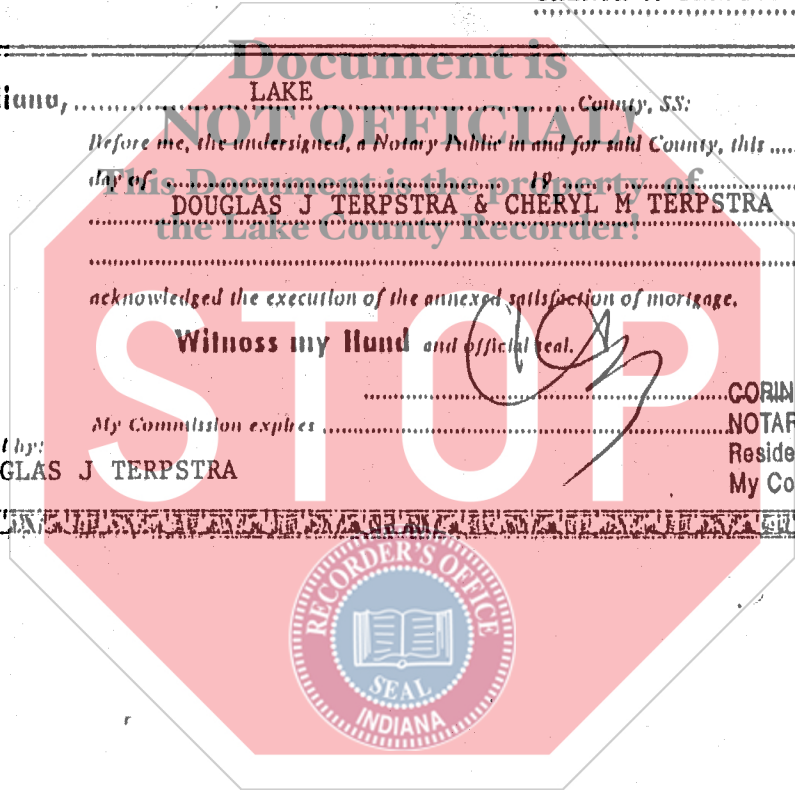 Document is
iana, LAKE County, SS:
NOT OFFICIAL!
Before me, the undersigned, a Notary Public in and for said County, this
day of 19
This Document is the property of
DOUGLAS J TERPSTRA & CHERYL M TERPSTRA
the Lake County Recorder!
acknowledged the execution of the annexed satisfaction of mortgage.
STOP
Witness my Hand and official seal.
CORIN
My Commission expires
NOTAR
t by:
Reside
GLAS J TERPSTRA
My Co
RECORDER'S OFFICE
SEAL
INDIANA